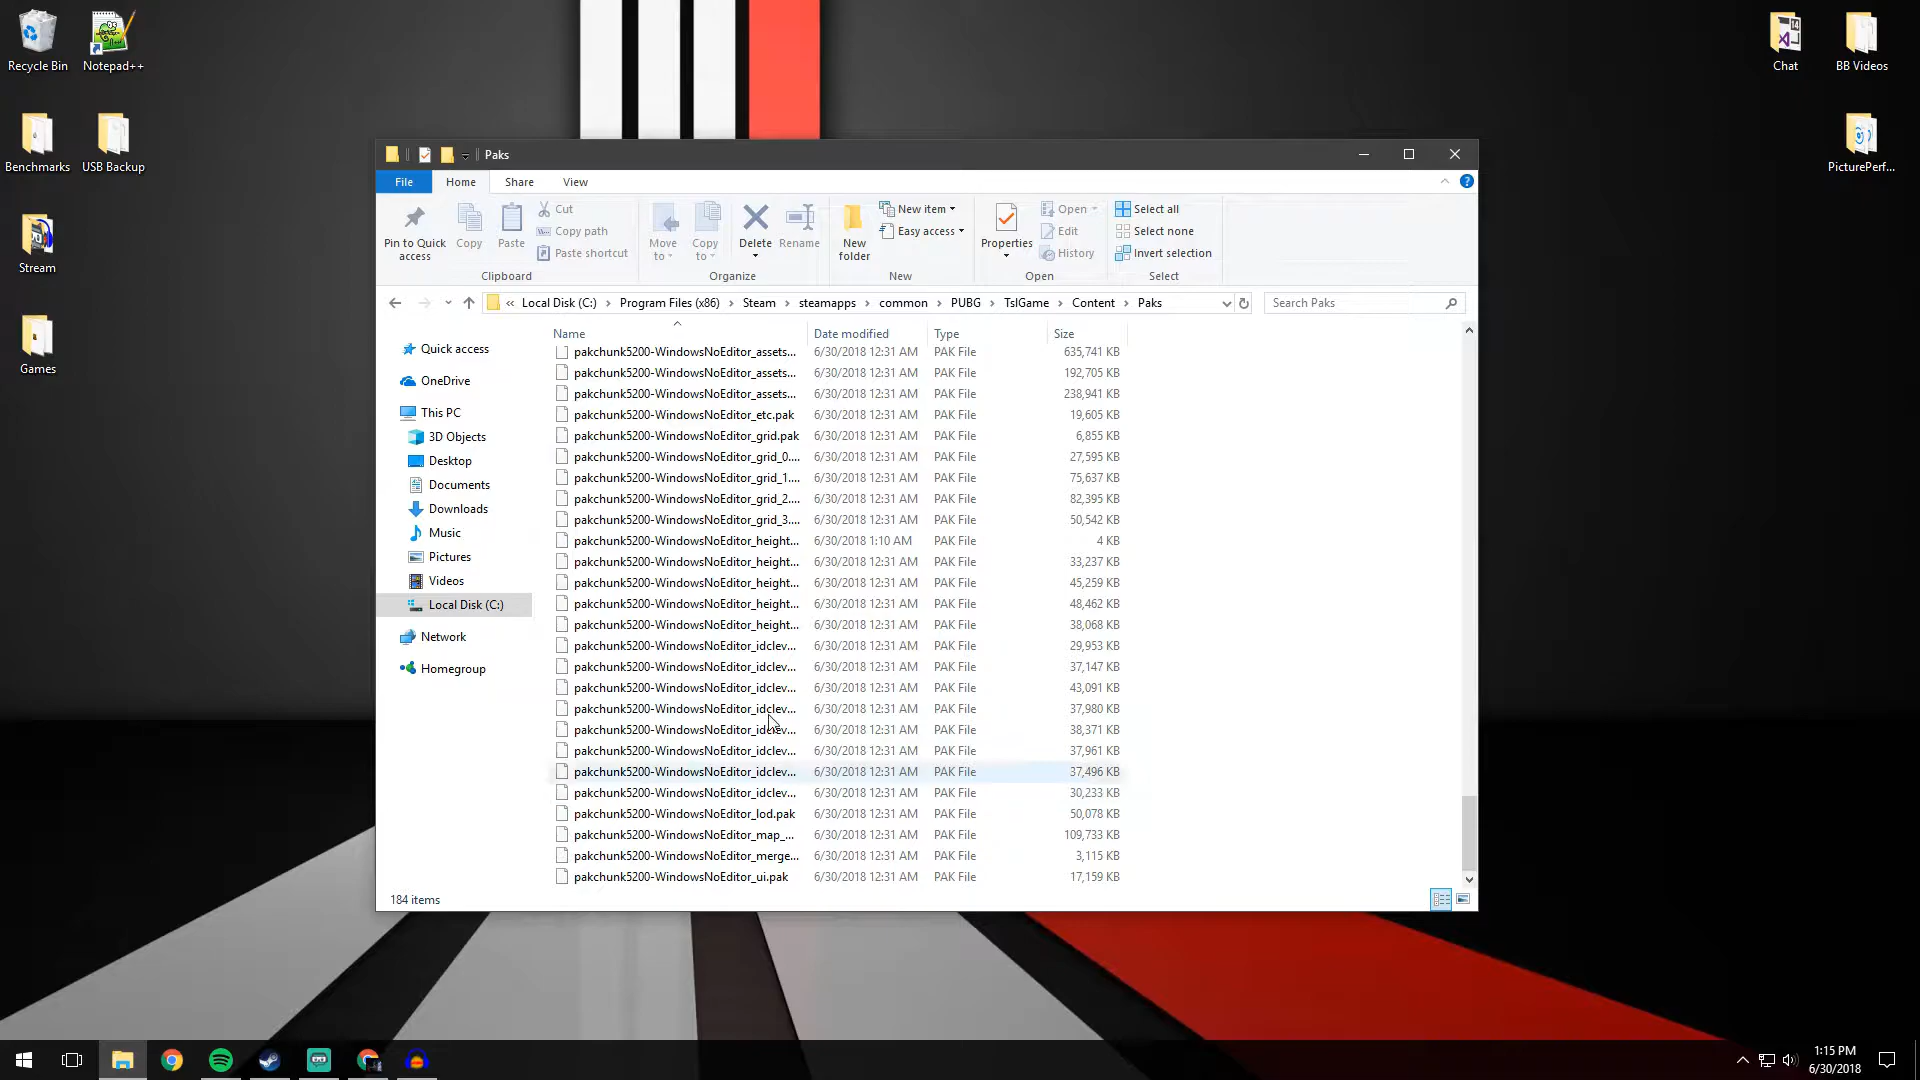 Recycle Bin
Notepad++
Benchmarks
USB Backup
Stream
Games
14
Chat
BB Videos
PicturePerf...
Paks
File
Home
Share
View
Pin to Quick access
Copy
Paste
Cut
Copy path
Paste shortcut
Clipboard
Move to
Copy to
Delete
Rename
Organize
New folder
New item
Easy access
New
Properties
Open
Edit
History
Open
Select all
Select none
Invert selection
Select
« Local Disk (C:) › Program Files (x86) › Steam › steamapps › common › PUBG › TslGame › Content › Paks
Search Paks
Quick access
OneDrive
This PC
3D Objects
Desktop
Documents
Downloads
Music
Pictures
Videos
Local Disk (C:)
Network
Homegroup
Name Date modified Type Size
pakchunk5200-WindowsNoEditor_assets... 6/30/2018 12:31 AM PAK File 635,741 KB
pakchunk5200-WindowsNoEditor_assets... 6/30/2018 12:31 AM PAK File 192,705 KB
pakchunk5200-WindowsNoEditor_assets... 6/30/2018 12:31 AM PAK File 238,941 KB
pakchunk5200-WindowsNoEditor_etc.pak 6/30/2018 12:31 AM PAK File 19,605 KB
pakchunk5200-WindowsNoEditor_grid.pak 6/30/2018 12:31 AM PAK File 6,855 KB
pakchunk5200-WindowsNoEditor_grid_0.... 6/30/2018 12:31 AM PAK File 27,595 KB
pakchunk5200-WindowsNoEditor_grid_1.... 6/30/2018 12:31 AM PAK File 75,637 KB
pakchunk5200-WindowsNoEditor_grid_2.... 6/30/2018 12:31 AM PAK File 82,395 KB
pakchunk5200-WindowsNoEditor_grid_3.... 6/30/2018 12:31 AM PAK File 50,542 KB
pakchunk5200-WindowsNoEditor_height... 6/30/2018 1:10 AM PAK File 4 KB
pakchunk5200-WindowsNoEditor_height... 6/30/2018 12:31 AM PAK File 33,237 KB
pakchunk5200-WindowsNoEditor_height... 6/30/2018 12:31 AM PAK File 45,259 KB
pakchunk5200-WindowsNoEditor_height... 6/30/2018 12:31 AM PAK File 48,462 KB
pakchunk5200-WindowsNoEditor_height... 6/30/2018 12:31 AM PAK File 38,068 KB
pakchunk5200-WindowsNoEditor_idclev... 6/30/2018 12:31 AM PAK File 29,953 KB
pakchunk5200-WindowsNoEditor_idclev... 6/30/2018 12:31 AM PAK File 37,147 KB
pakchunk5200-WindowsNoEditor_idclev... 6/30/2018 12:31 AM PAK File 43,091 KB
pakchunk5200-WindowsNoEditor_idclev... 6/30/2018 12:31 AM PAK File 37,980 KB
pakchunk5200-WindowsNoEditor_idclev... 6/30/2018 12:31 AM PAK File 38,371 KB
pakchunk5200-WindowsNoEditor_idclev... 6/30/2018 12:31 AM PAK File 37,961 KB
pakchunk5200-WindowsNoEditor_idclev... 6/30/2018 12:31 AM PAK File 37,496 KB
pakchunk5200-WindowsNoEditor_idclev... 6/30/2018 12:31 AM PAK File 30,233 KB
pakchunk5200-WindowsNoEditor_lod.pak 6/30/2018 12:31 AM PAK File 50,078 KB
pakchunk5200-WindowsNoEditor_map_... 6/30/2018 12:31 AM PAK File 109,733 KB
pakchunk5200-WindowsNoEditor_merge... 6/30/2018 12:31 AM PAK File 3,115 KB
pakchunk5200-WindowsNoEditor_ui.pak 6/30/2018 12:31 AM PAK File 17,159 KB
184 items
1:15 PM
6/30/2018